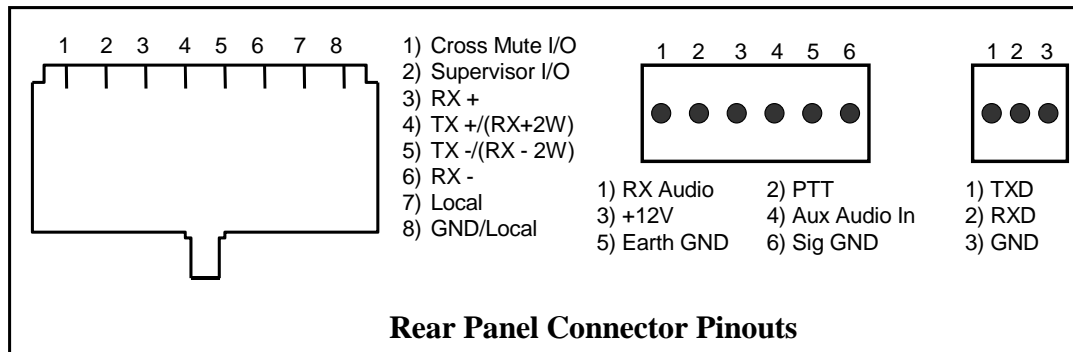 1 2 3 4 5 6 7 8
1) Cross Mute I/O
2) Supervisor I/O
3) RX +
4) TX +/(RX+2W)
5) TX -/(RX - 2W)
6) RX -
7) Local
8) GND/Local
1 2 3 4 5 6
1) RX Audio 2) PTT
3) +12V 4) Aux Audio In
5) Earth GND 6) Sig GND
1 2 3
1) TXD
2) RXD
3) GND
Rear Panel Connector Pinouts